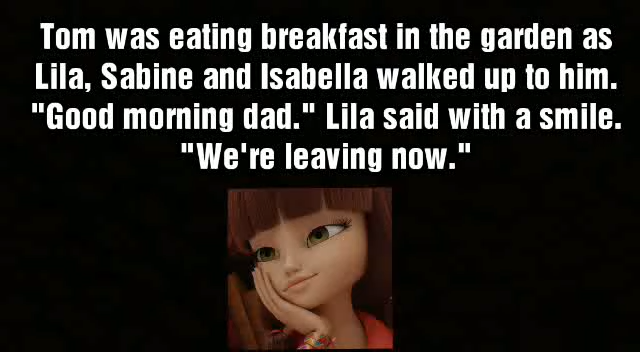 Tom was eating breakfast in the garden as
Lila, Sabine and Isabella walked up to him.
"Good morning dad." Lila said with a smile.
"We're leaving now."